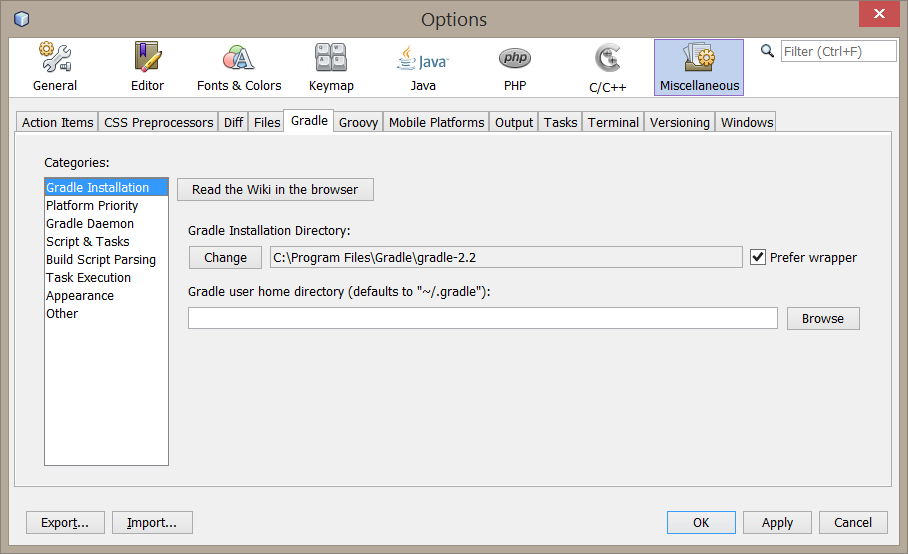 Options
General Editor Fonts & Colors Keymap Java PHP C/C++ Miscellaneous Filter (Ctrl+F)
A Q W Java php C
Action Items CSS Preprocessors Diff Files Gradle Groovy Mobile Platforms Output Tasks Terminal Versioning Windows
Categories:
Gradle Installation
Platform Priority
Gradle Daemon
Script & Tasks
Build Script Parsing
Task Execution
Appearance
Other
Read the Wiki in the browser
Gradle Installation Directory:
Change C:\Program Files\Gradle\gradle-2.2 Prefer wrapper
Gradle user home directory (defaults to "~/.gradle"):
Browse
Export... Import... OK Apply Cancel